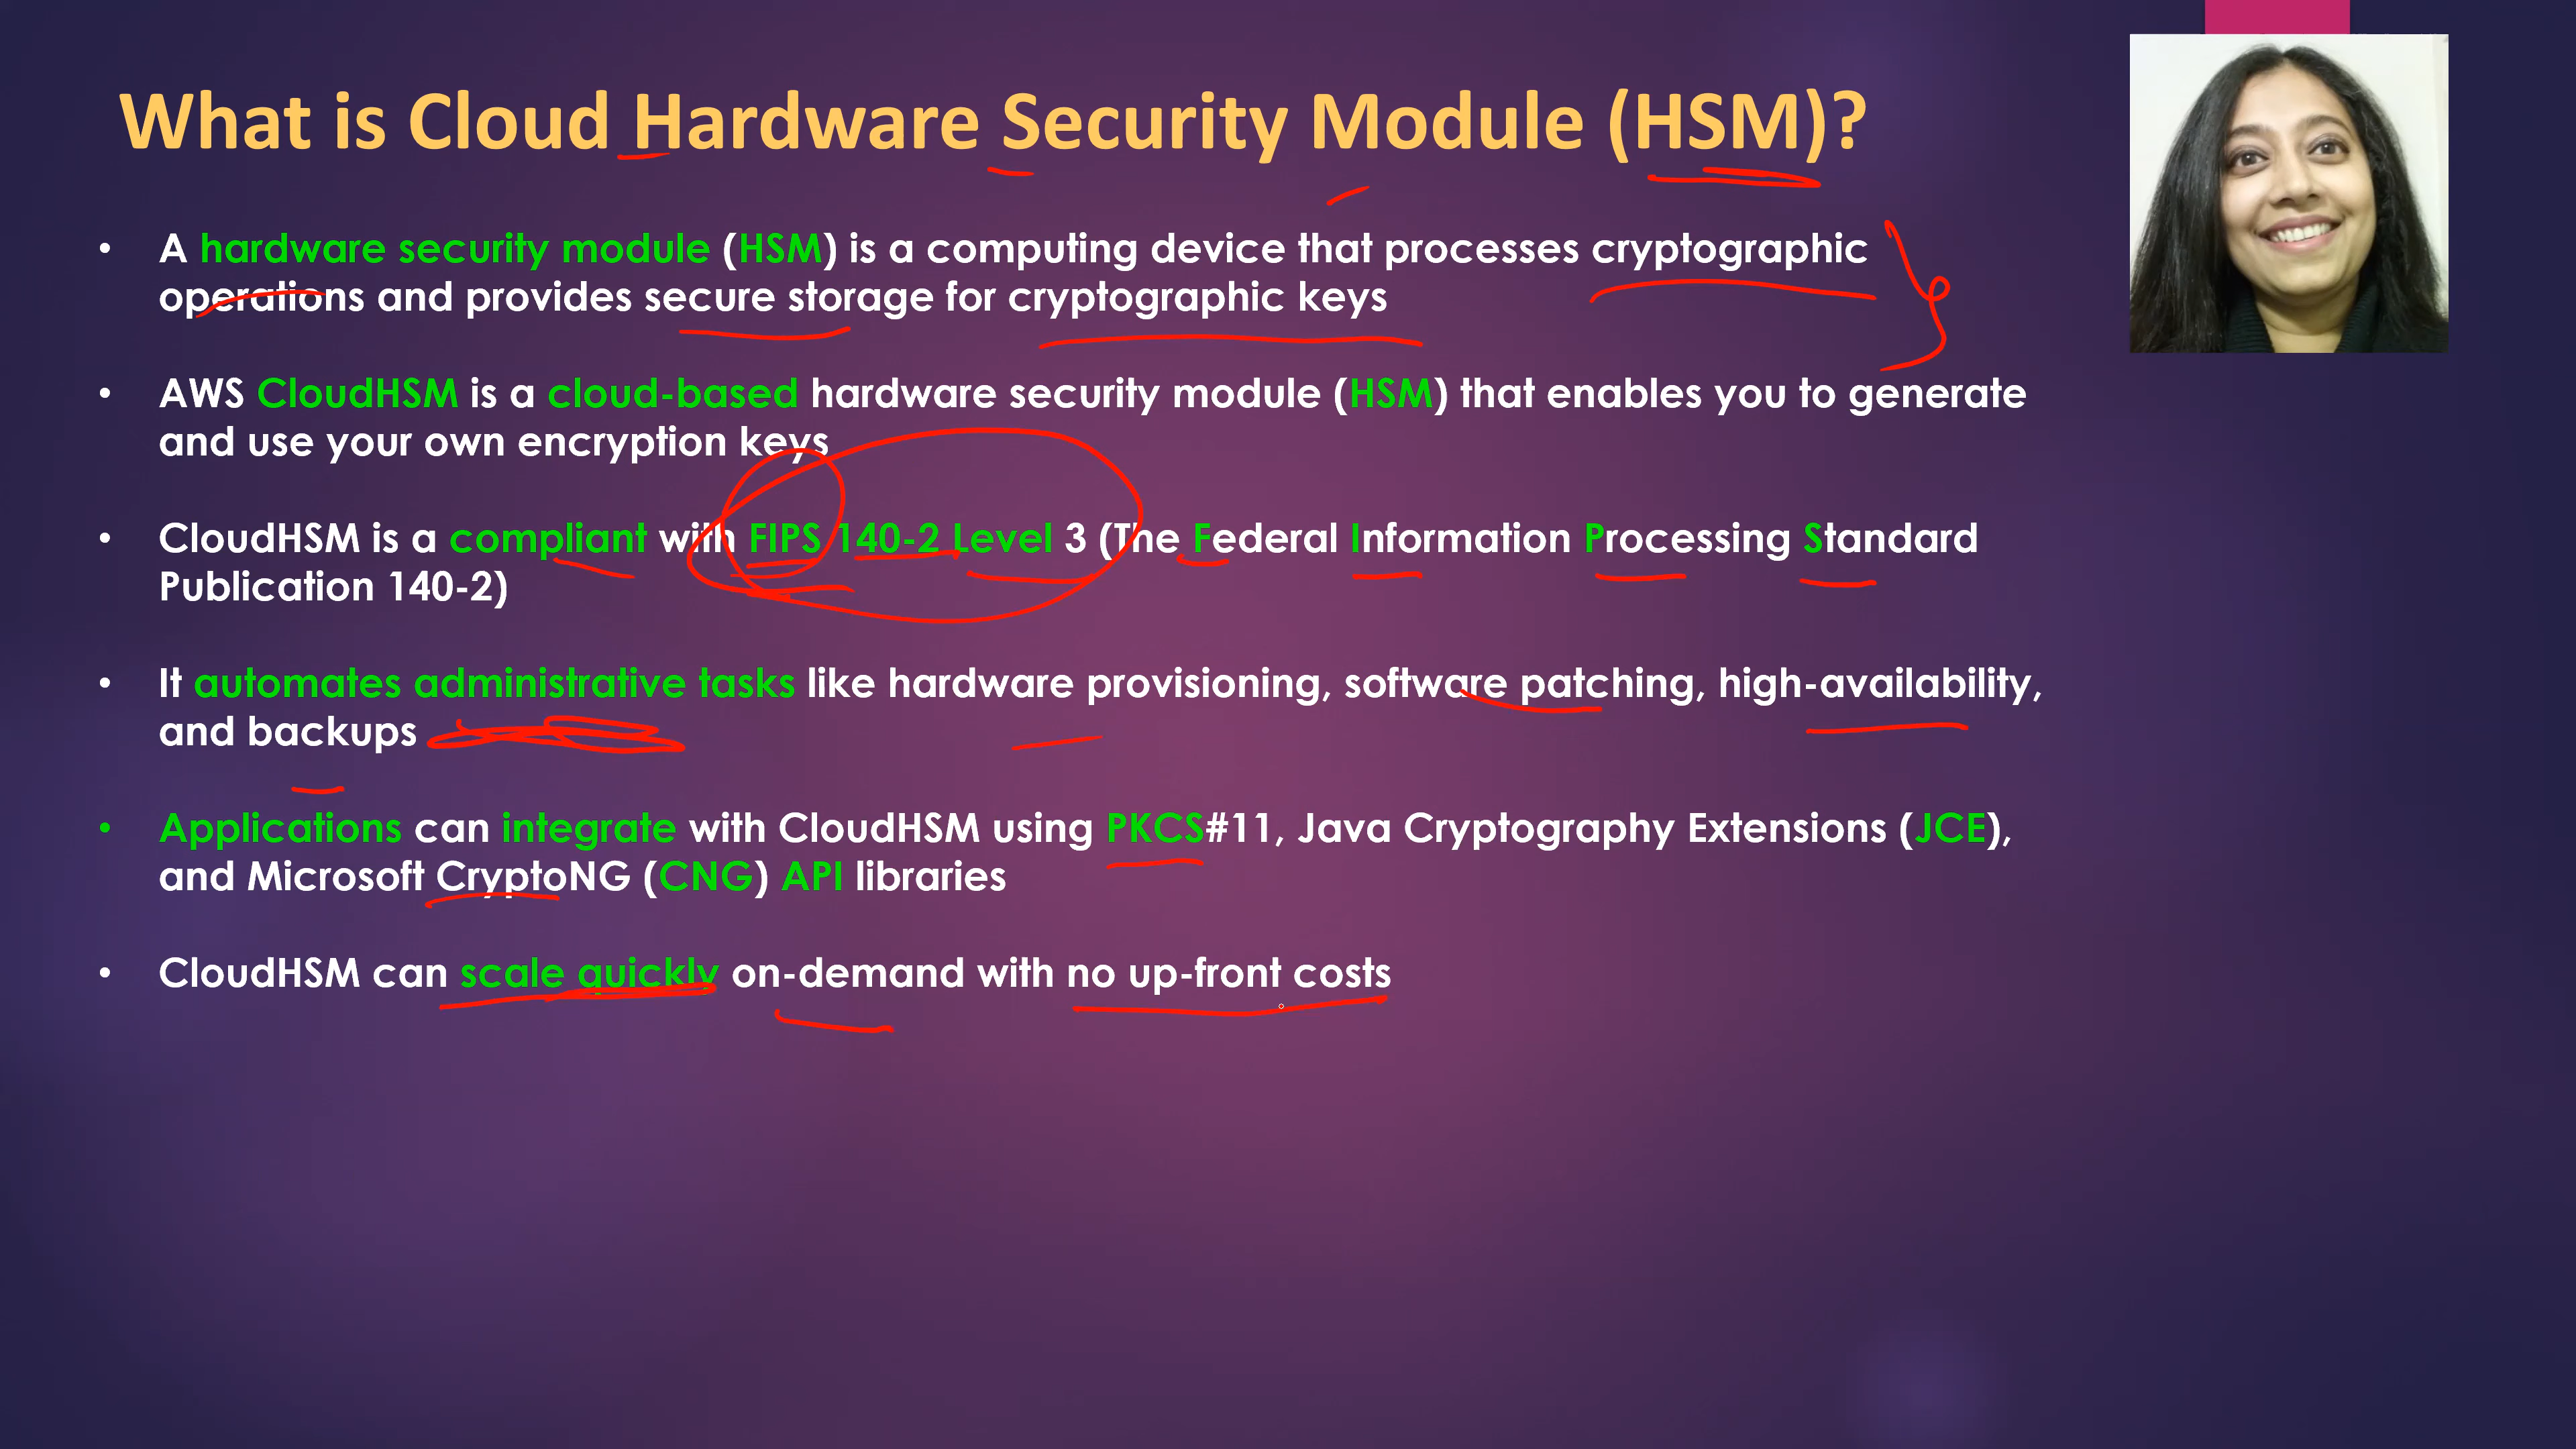 What is Cloud Hardware Security Module (HSM)?
• A hardware security module (HSM) is a computing device that processes cryptographic
operations and provides secure storage for cryptographic keys
• AWS CloudHSM is a cloud-based hardware security module (HSM) that enables you to generate
and use your own encryption keys
• CloudHSM is a compliant with FIPS 140-2 Level 3 (The Federal Information Processing Standard
Publication 140-2)
• It automates administrative tasks like hardware provisioning, software patching, high-availability,
and backups
• Applications can integrate with CloudHSM using PKCS#11, Java Cryptography Extensions (JCE),
and Microsoft CryptoNG (CNG) API libraries
• CloudHSM can scale quickly on-demand with no up-front costs